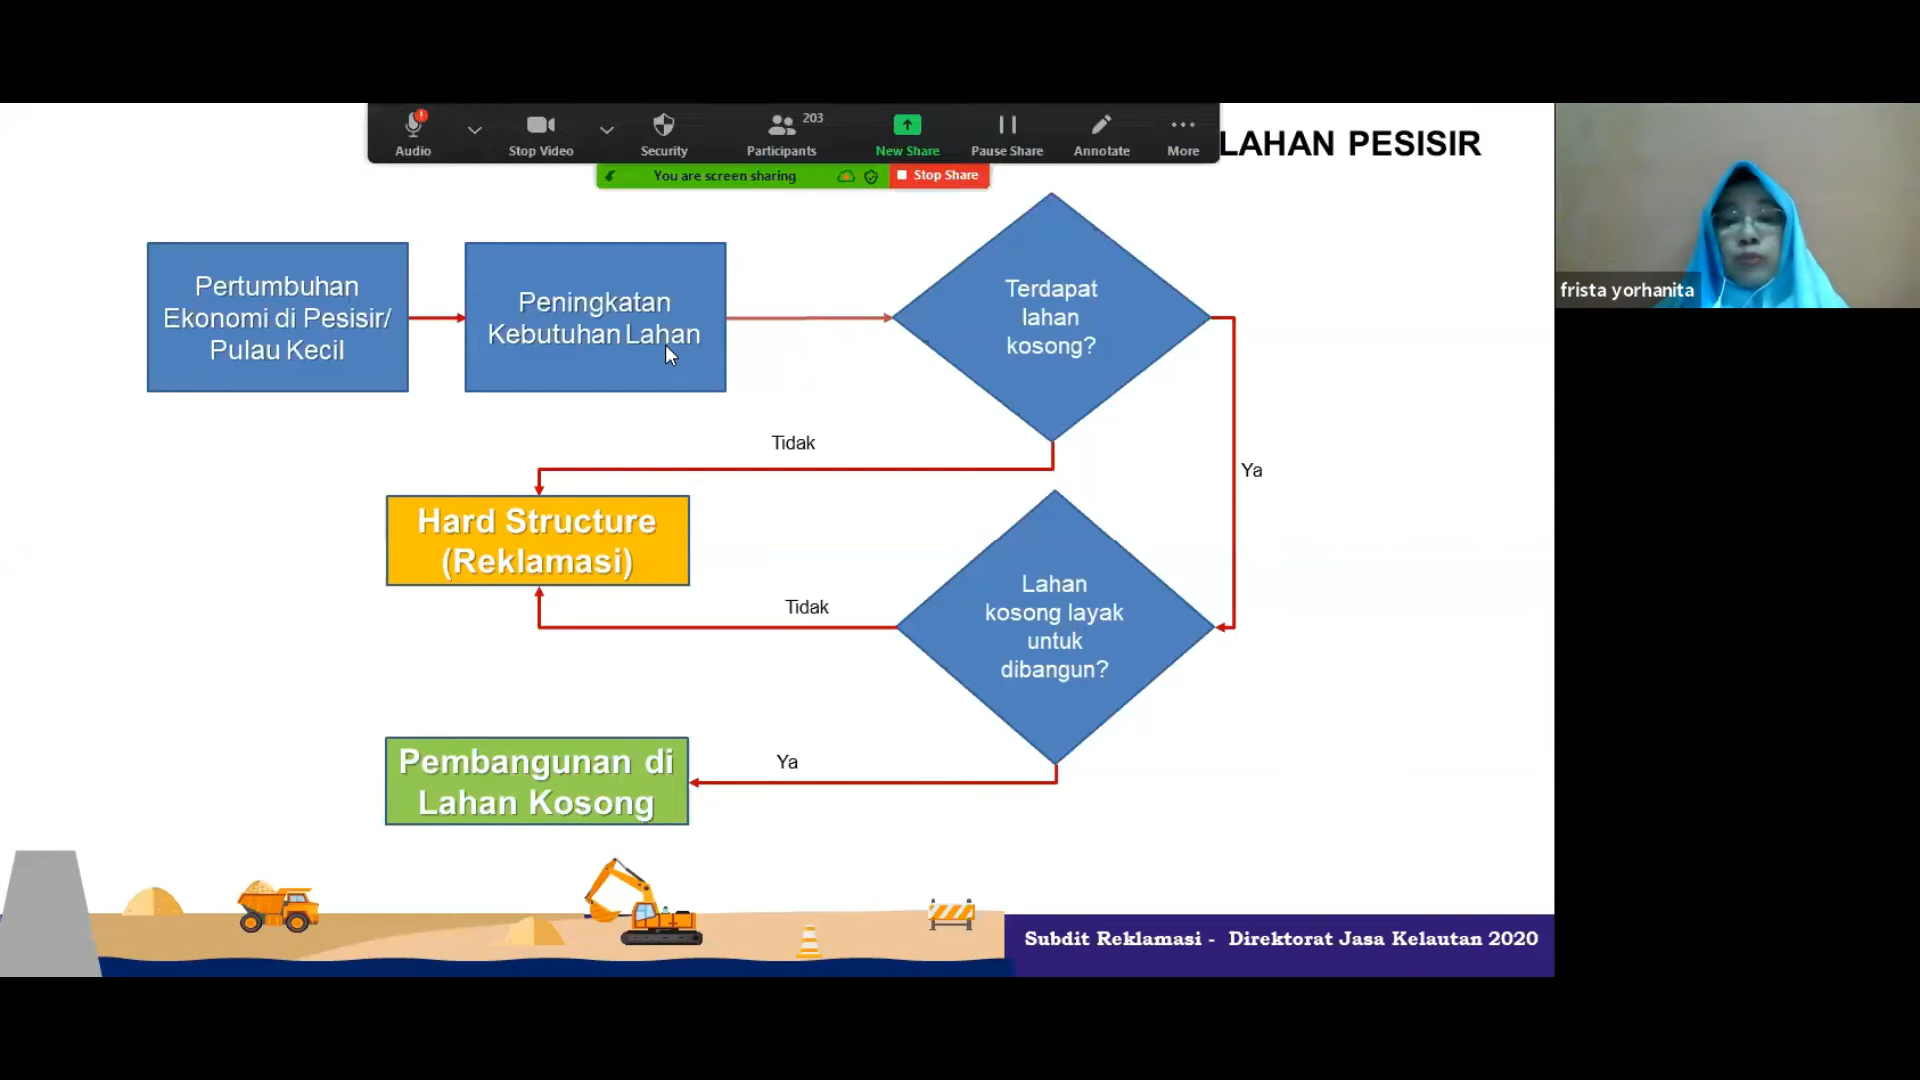 203
Audio
Stop Video
Security
Participants
New Share
Pause Share
Annotate
More
LAHAN PESISIR
You are screen sharing
Stop Share
Pertumbuhan
Ekonomi di Pesisir/
Pulau Kecil
Peningkatan
Kebutuhan Lahan
Terdapat
lahan
kosong?
frista yorhanita
Tidak
Ya
Hard Structure
(Reklamasi)
Lahan
kosong layak
untuk
dibangun?
Tidak
Pembangunan di
Lahan Kosong
Ya
Subdit Reklamasi - Direktorat Jasa Kelautan 2020